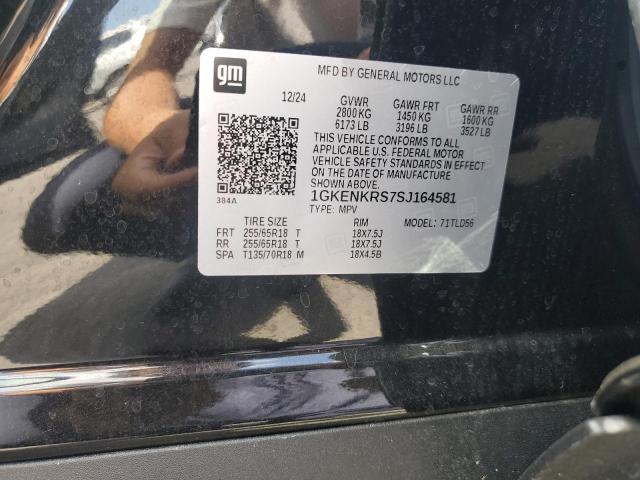 gm
MFD BY GENERAL MOTORS LLC
12/24 GVWR GAWR FRT GAWR RR
2800 KG 1450 KG 1600 KG
6173 LB 3196 LB 3527 LB
THIS VEHICLE CONFORMS TO ALL
APPLICABLE U.S. FEDERAL MOTOR
VEHICLE SAFETY STANDARDS IN EFFECT
ON THE DATE OF MANUFACTURE
SHOWN ABOVE.
384A
1GKENKRS7SJ164581
TYPE: MPV MODEL: 71TLD56
TIRE SIZE RIM
FRT 255/65R18 T 18X7.5J
RR 255/65R18 T 18X7.5J
SPA T135/70R18 M 18X4.5B